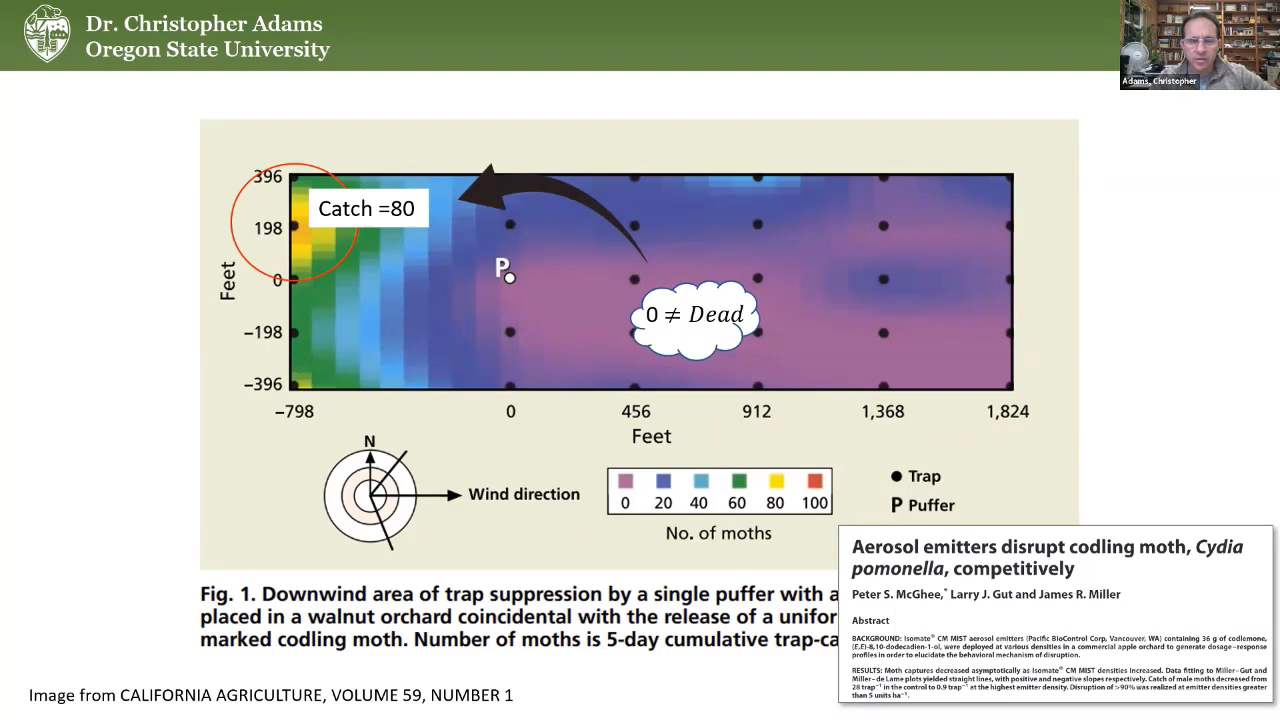 Dr. Christopher Adams
Oregon State University
Adams, Christopher
396
198
0
−198
−396
Feet
Catch =80
P
0 ≠ Dead
−798
0
456
912
1,368
1,824
Feet
N
Wind direction
0 20 40 60 80 100
No. of moths
Trap
P Puffer
Fig. 1. Downwind area of trap suppression by a single puffer with a
placed in a walnut orchard coincidental with the release of a unifor
marked codling moth. Number of moths is 5-day cumulative trap-ca
Aerosol emitters disrupt codling moth, Cydia
pomonella, competitively
Peter S. McGhee,* Larry J. Gut and James R. Miller
Abstract
BACKGROUND: Isomate® CM MIST aerosol emitters (Pacific BioControl Corp, Vancouver, WA) containing 36 g of codlemone,
(E,E)-8,10-dodecadien-1-ol, were deployed at various densities in a commercial apple orchard to generate dosage–response
profiles in order to elucidate the behavioral mechanism of disruption.
RESULTS: Moth captures decreased asymptotically as Isomate® CM MIST densities increased. Data fitting to Miller–Gut and
Miller–de Lame plots yielded straight lines, with positive and negative slopes respectively. Catch of male moths decreased from
28 trap⁻¹ in the control to 0.9 trap⁻¹ at the highest emitter density. Disruption of >90% was realized at emitter densities greater
than 5 units ha⁻¹.
Image from CALIFORNIA AGRICULTURE, VOLUME 59, NUMBER 1